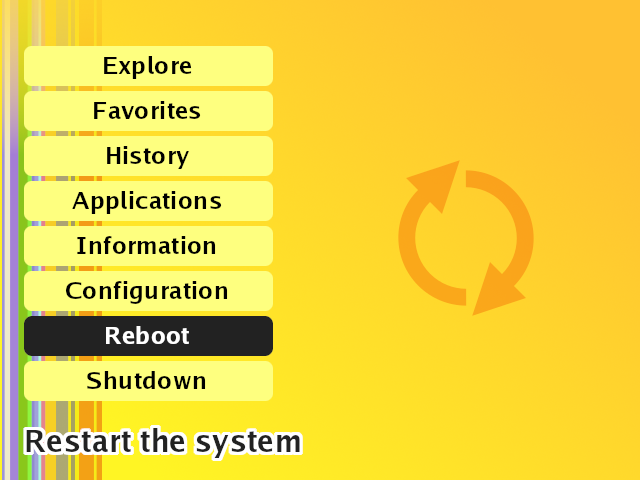 Explore
Favorites
History
Applications
Information
Configuration
Reboot
Shutdown
Restart the system